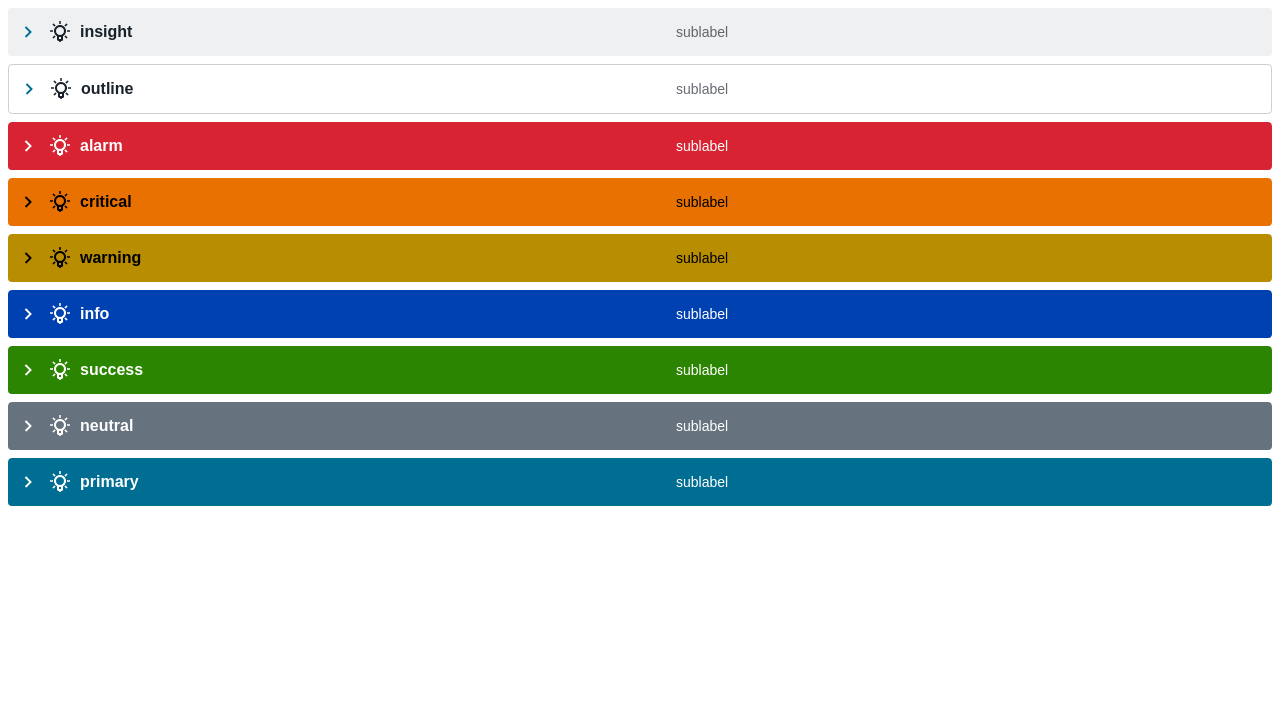 insight sublabel
outline sublabel
alarm sublabel
critical sublabel
warning sublabel
info sublabel
success sublabel
neutral sublabel
primary sublabel